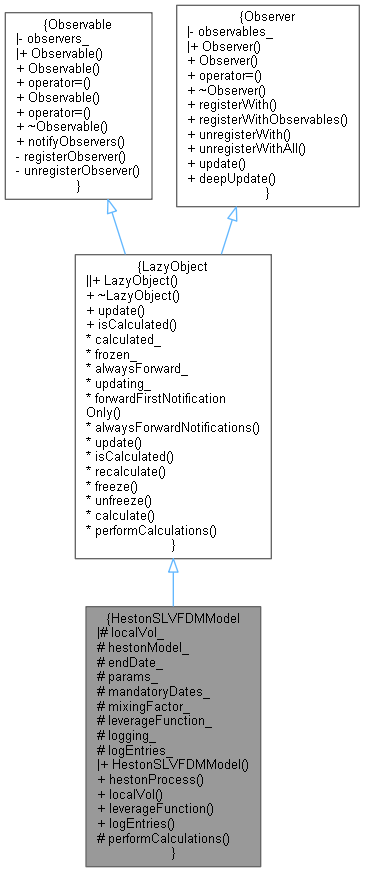 {Observable
|- observers_
|+ Observable()
+ Observable()
+ operator=()
+ Observable()
+ operator=()
+ ~Observable()
+ notifyObservers()
- registerObserver()
- unregisterObserver()
}
{Observer
|- observables_
|+ Observer()
+ Observer()
+ operator=()
+ ~Observer()
+ registerWith()
+ registerWithObservables()
+ unregisterWith()
+ unregisterWithAll()
+ update()
+ deepUpdate()
}
{LazyObject
||+ LazyObject()
+ ~LazyObject()
+ update()
+ isCalculated()
* calculated_
* frozen_
* alwaysForward_
* updating_
* forwardFirstNotification
Only()
* alwaysForwardNotifications()
* update()
* isCalculated()
* recalculate()
* freeze()
* unfreeze()
* calculate()
* performCalculations()
}
{HestonSLVFDMModel
|# localVol_
# hestonModel_
# endDate_
# params_
# mandatoryDates_
# mixingFactor_
# leverageFunction_
# logging_
# logEntries_
|+ HestonSLVFDMModel()
+ hestonProcess()
+ localVol()
+ leverageFunction()
+ logEntries()
# performCalculations()
}